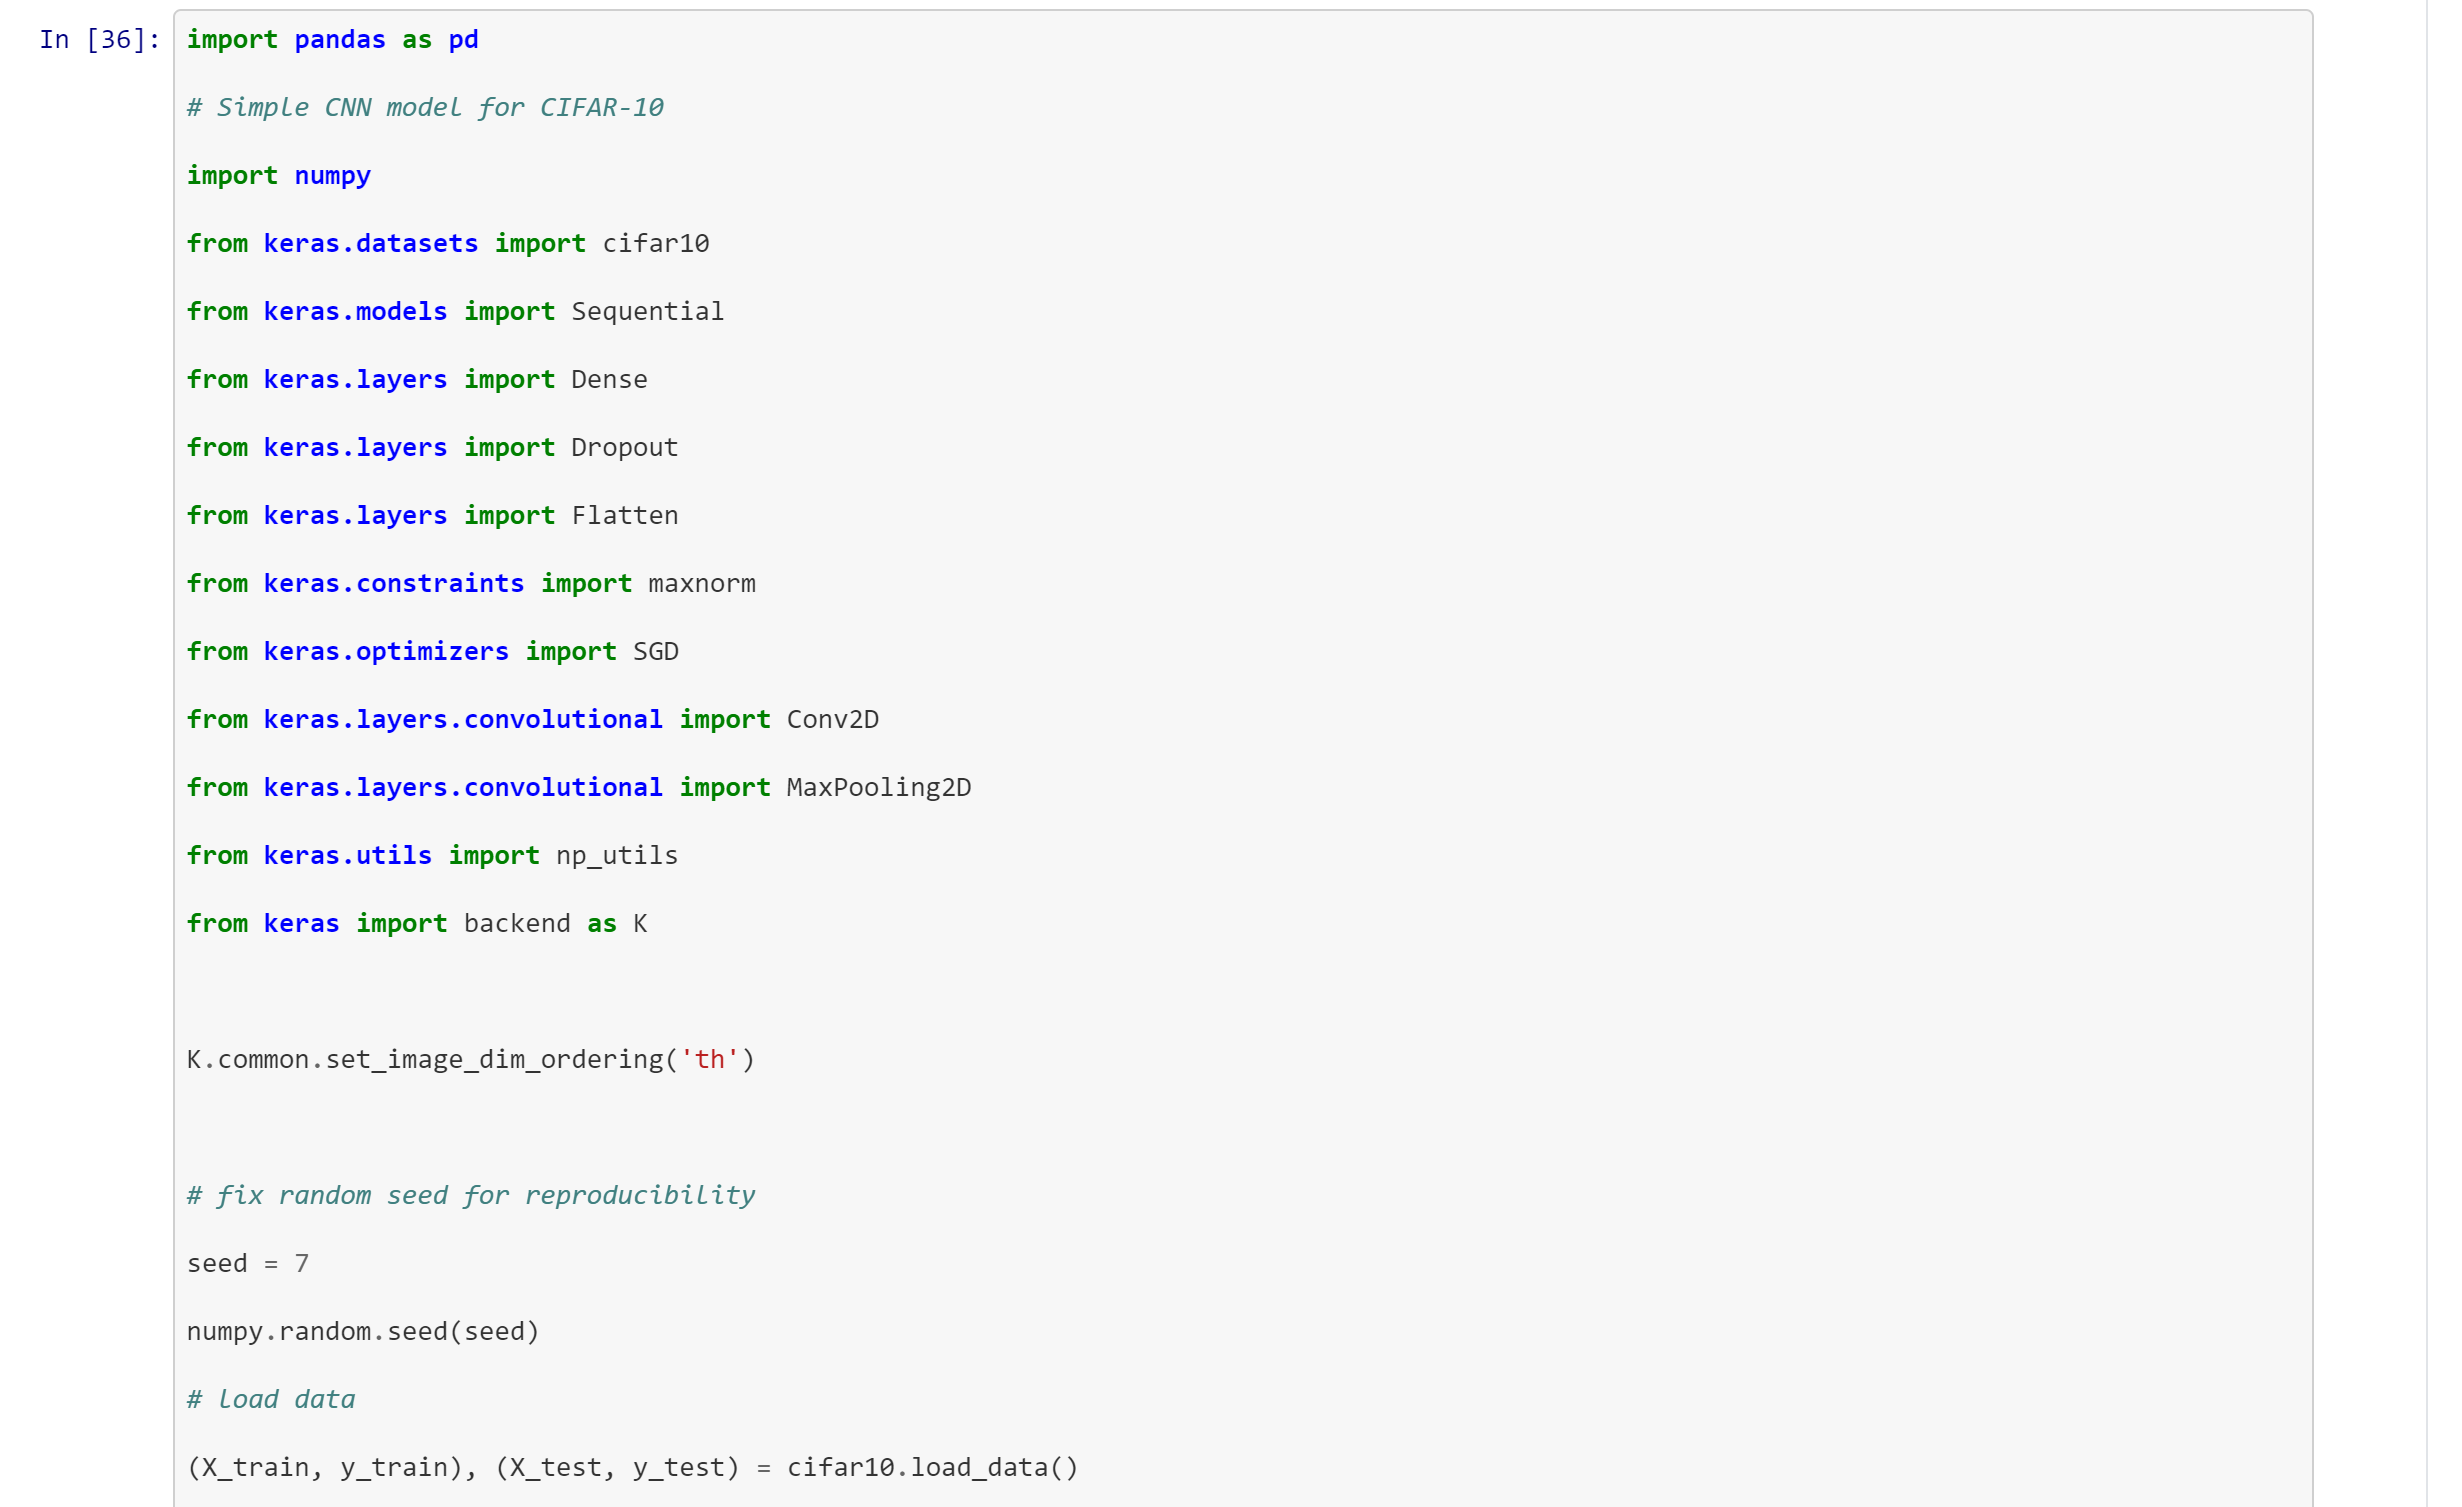 In [36]: import pandas as pd
# Simple CNN model for CIFAR-10
import numpy
from keras.datasets import cifar10
from keras.models import Sequential
from keras.layers import Dense
from keras.layers import Dropout
from keras.layers import Flatten
from keras.constraints import maxnorm
from keras.optimizers import SGD
from keras.layers.convolutional import Conv2D
from keras.layers.convolutional import MaxPooling2D
from keras.utils import np_utils
from keras import backend as K
K.common.set_image_dim_ordering('th')
# fix random seed for reproducibility
seed = 7
numpy.random.seed(seed)
# load data
(X_train, y_train), (X_test, y_test) = cifar10.load_data()